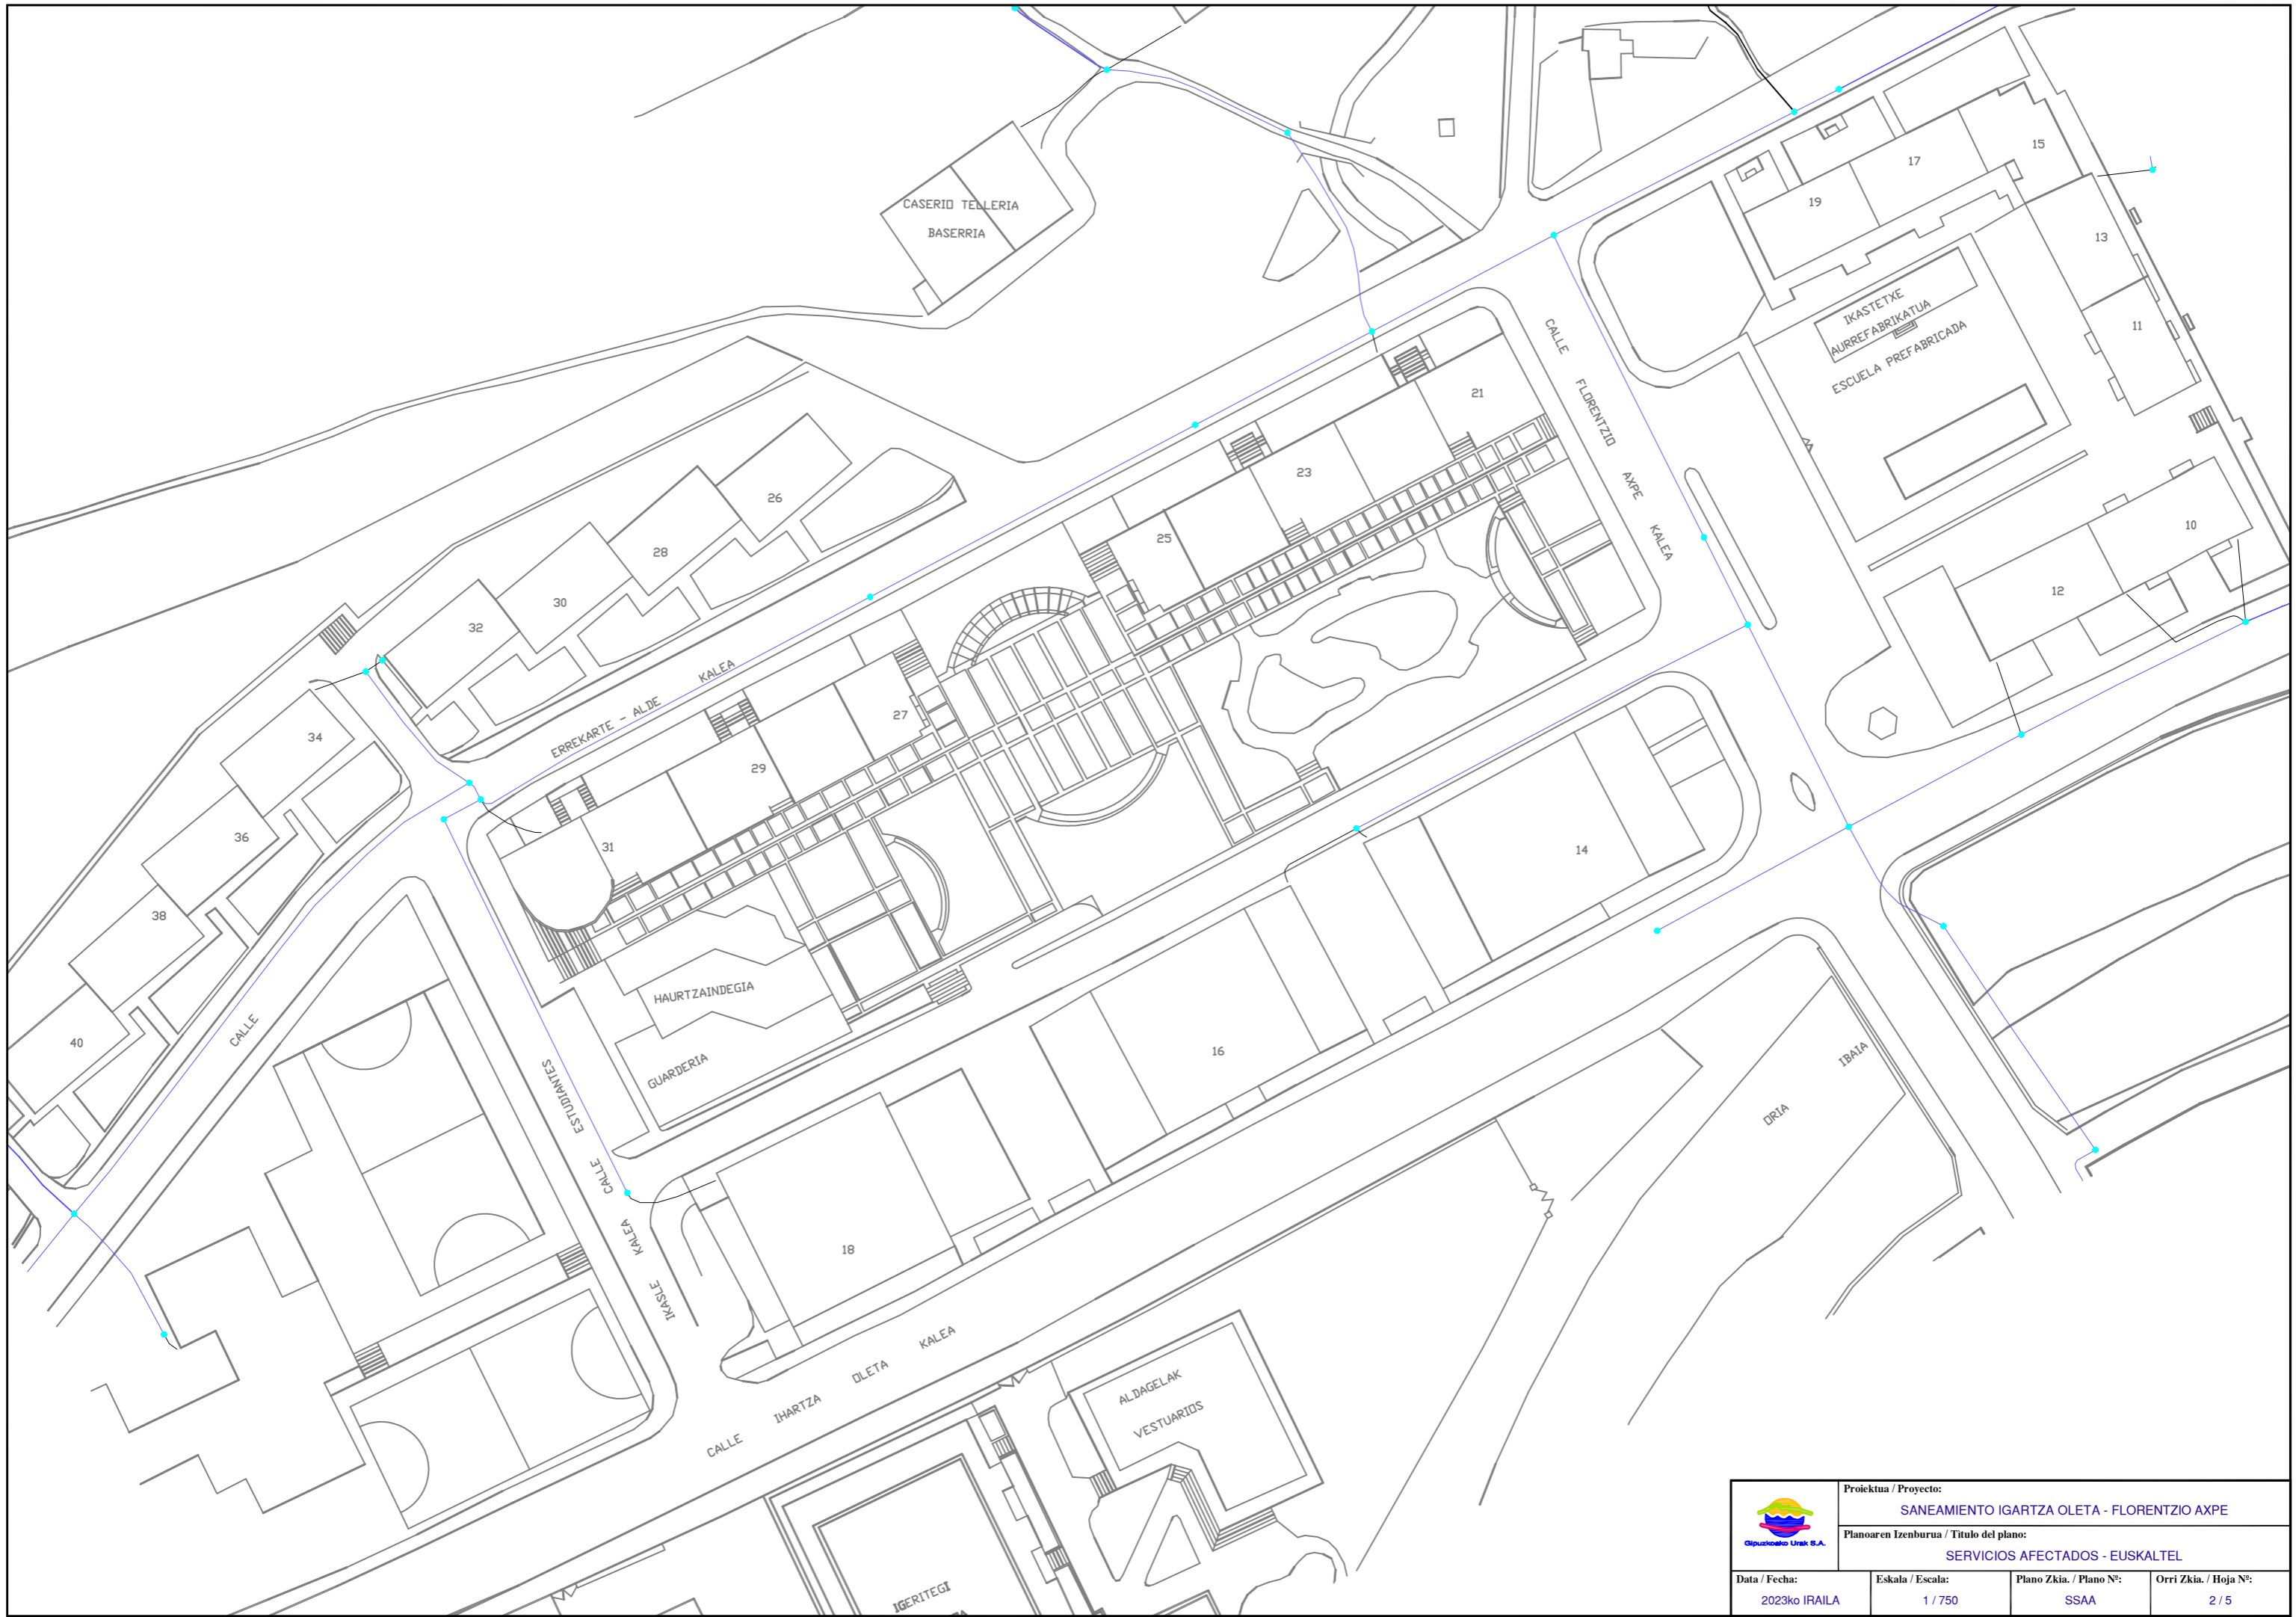 CASERIO TELLERIA
BASERRIA
15
17
19
13
11
IKASTETXE
AURREFABRIKATUA
ESCUELA PREFABRICADA
CALLE FLORENTZIO AXPE KALEA
21
23
25
26
28
30
32
10
12
34
36
38
40
ERREKARTE - ALDE KALEA
27
29
31
14
16
18
HAURTZAINDEGIA
GUARDERIA
CALLE
CALLE ESTUDIANTES
IKASLE KALEA
ORIA IBAIA
CALLE IHARTZA OLETA KALEA
ALDAGELAK
VESTUARIOS
IGERITEGI
Gipuzkoako Urak S.A.
Proiektua / Proyecto:
SANEAMIENTO IGARTZA OLETA - FLORENTZIO AXPE
Planoaren Izenburua / Titulo del plano:
SERVICIOS AFECTADOS - EUSKALTEL
Data / Fecha:
2023ko IRAILA
Eskala / Escala:
1 / 750
Plano Zkia. / Plano Nº:
SSAA
Orri Zkia. / Hoja Nº:
2 / 5